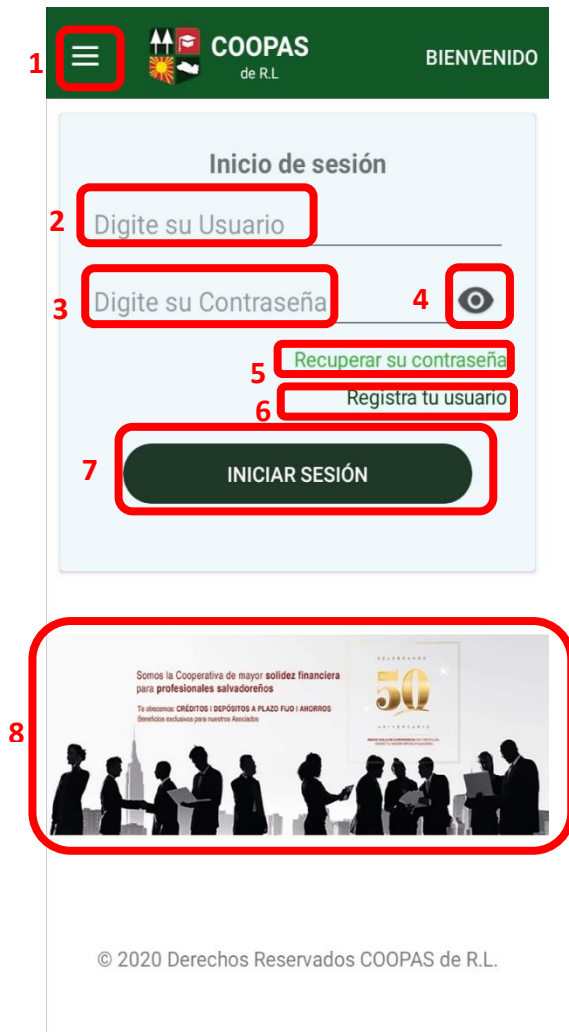 1
COOPAS
de R.L
BIENVENIDO
Inicio de sesión
2
Digite su Usuario
3
Digite su Contraseña
4
5
Recuperar su contraseña
6
Registra tu usuario
7
INICIAR SESIÓN
8
CELEBRANDO
Somos la Cooperativa de mayor solidez financiera
para profesionales salvadoreños
50
Te ofrecemos: CRÉDITOS | DEPÓSITOS A PLAZO FIJO | AHORROS
Beneficios exclusivos para nuestros Asociados
ANIVERSARIO
© 2020 Derechos Reservados COOPAS de R.L.